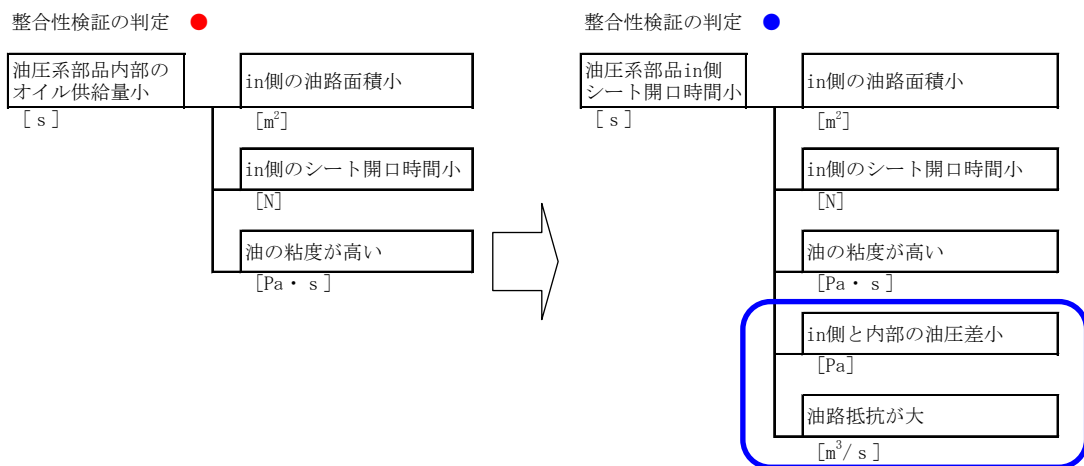 整合性検証の判定 ●
油圧系部品内部の
オイル供給量小
[s]
in側の油路面積小
[m²]
in側のシート開口時間小
[N]
油の粘度が高い
[Pa・s]
整合性検証の判定 ●
油圧系部品in側
シート開口時間小
[s]
in側の油路面積小
[m²]
in側のシート開口時間小
[N]
油の粘度が高い
[Pa・s]
in側と内部の油圧差小
[Pa]
油路抵抗が大
[m³/s]